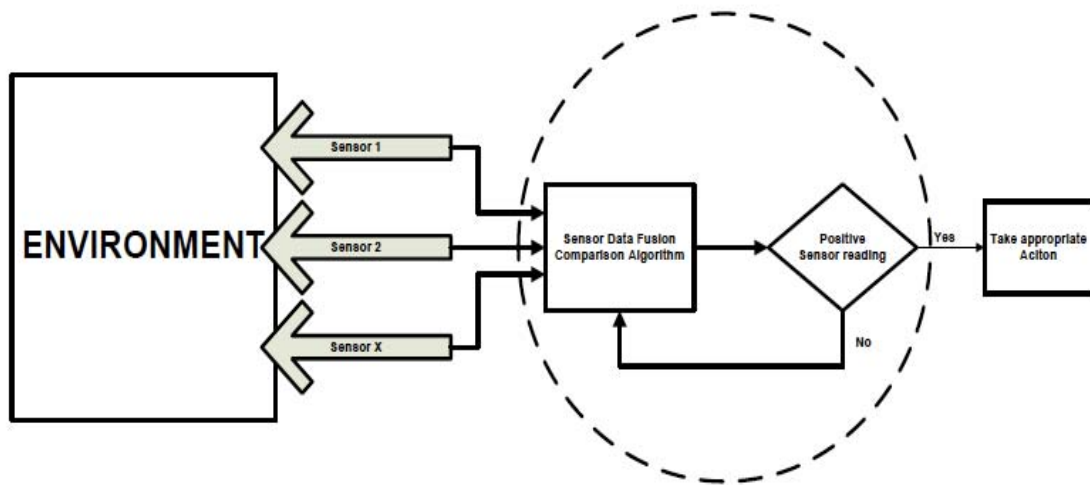 ENVIRONMENT
Sensor 1
Sensor 2
Sensor X
Sensor Data Fusion
Comparison Algorithm
Positive
Sensor reading
Yes
No
Take appropriate
Aciton